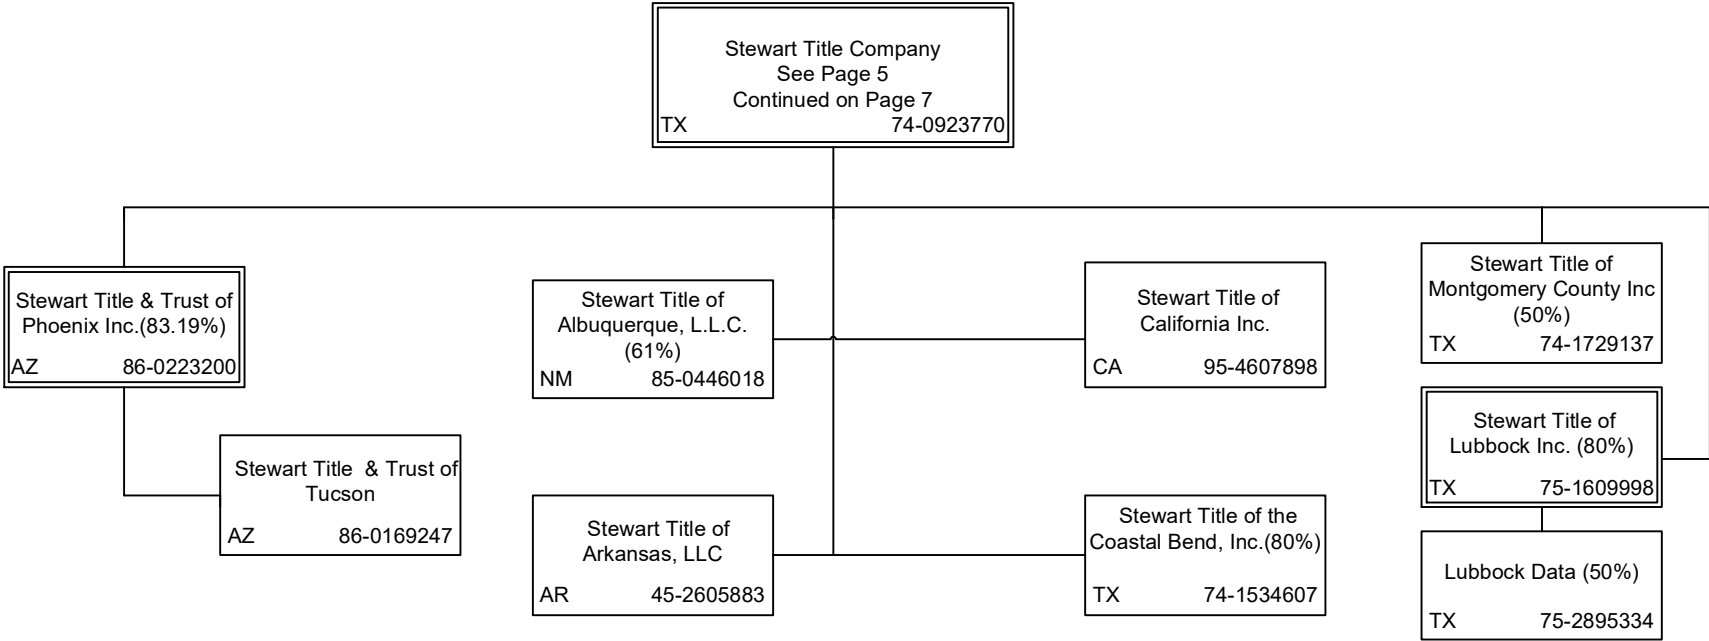 Stewart Title Company
See Page 5
Continued on Page 7
TX 74-0923770
Stewart Title & Trust of
Phoenix Inc.(83.19%)
AZ 86-0223200
Stewart Title & Trust of
Tucson
AZ 86-0169247
Stewart Title of
Albuquerque, L.L.C.
(61%)
NM 85-0446018
Stewart Title of
Arkansas, LLC
AR 45-2605883
Stewart Title of
California Inc.
CA 95-4607898
Stewart Title of the
Coastal Bend, Inc.(80%)
TX 74-1534607
Stewart Title of
Montgomery County Inc
(50%)
TX 74-1729137
Stewart Title of
Lubbock Inc. (80%)
TX 75-1609998
Lubbock Data (50%)
TX 75-2895334